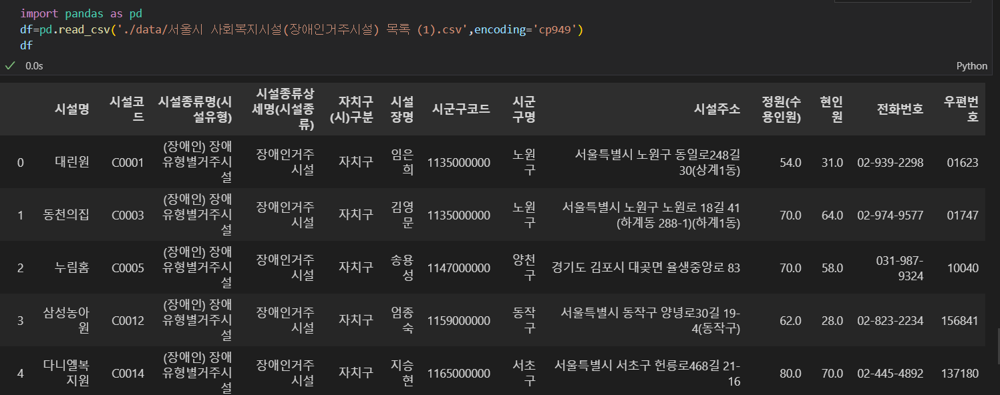 import pandas as pd
df=pd.read_csv('./data/서울시 사회복지시설(장애인거주시설) 목록 (1).csv',encoding='cp949')
df
0.0s
Python
시설명 시설코드 시설종류명(시설유형) 시설종류상세명(시설종류) 자치구(시)구분 시설장명 시군구코드 시군구명 시설주소 정원(수용인원) 현인원 전화번호 우편번호
0 대린원 C0001 (장애인) 장애유형별거주시설 장애인거주시설 자치구 임은희 1135000000 노원구 서울특별시 노원구 동일로248길 30(상계1동) 54.0 31.0 02-939-2298 01623
1 동천의집 C0003 (장애인) 장애유형별거주시설 장애인거주시설 자치구 김영문 1135000000 노원구 서울특별시 노원구 노원로 18길 41 (하계동 288-1)(하계1동) 70.0 64.0 02-974-9577 01747
2 누림홈 C0005 (장애인) 장애유형별거주시설 장애인거주시설 자치구 송용성 1147000000 양천구 경기도 김포시 대곶면 율생중앙로 83 70.0 58.0 031-987-9324 10040
3 삼성농아원 C0012 (장애인) 장애유형별거주시설 장애인거주시설 자치구 엄종숙 1159000000 동작구 서울특별시 동작구 양녕로30길 19-4(동작구) 62.0 28.0 02-823-2234 156841
4 다니엘복지원 C0014 (장애인) 장애유형별거주시설 장애인거주시설 자치구 지승현 1165000000 서초구 서울특별시 서초구 헌릉로468길 21-16 80.0 70.0 02-445-4892 137180